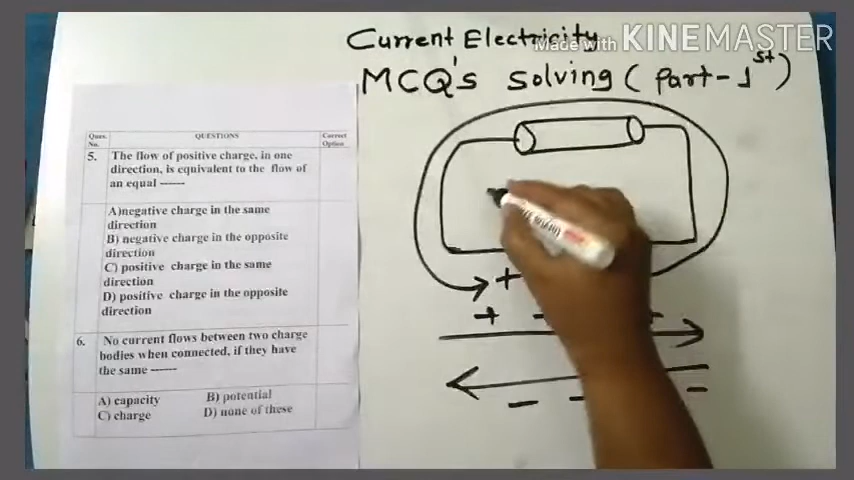 Current Electricity
Made with KINEMASTER
MCQ's solving (part-1st)
Ques. No. QUESTIONS Correct Option
5. The flow of positive charge, in one
direction, is equivalent to the flow of
an equal ------
A)negative charge in the same
direction
B) negative charge in the opposite
direction
C) positive charge in the same
direction
D) positive charge in the opposite
direction
6. No current flows between two charge
bodies when connected, if they have
the same ------
A) capacity B) potential
C) charge D) none of these
+
+ +
- -